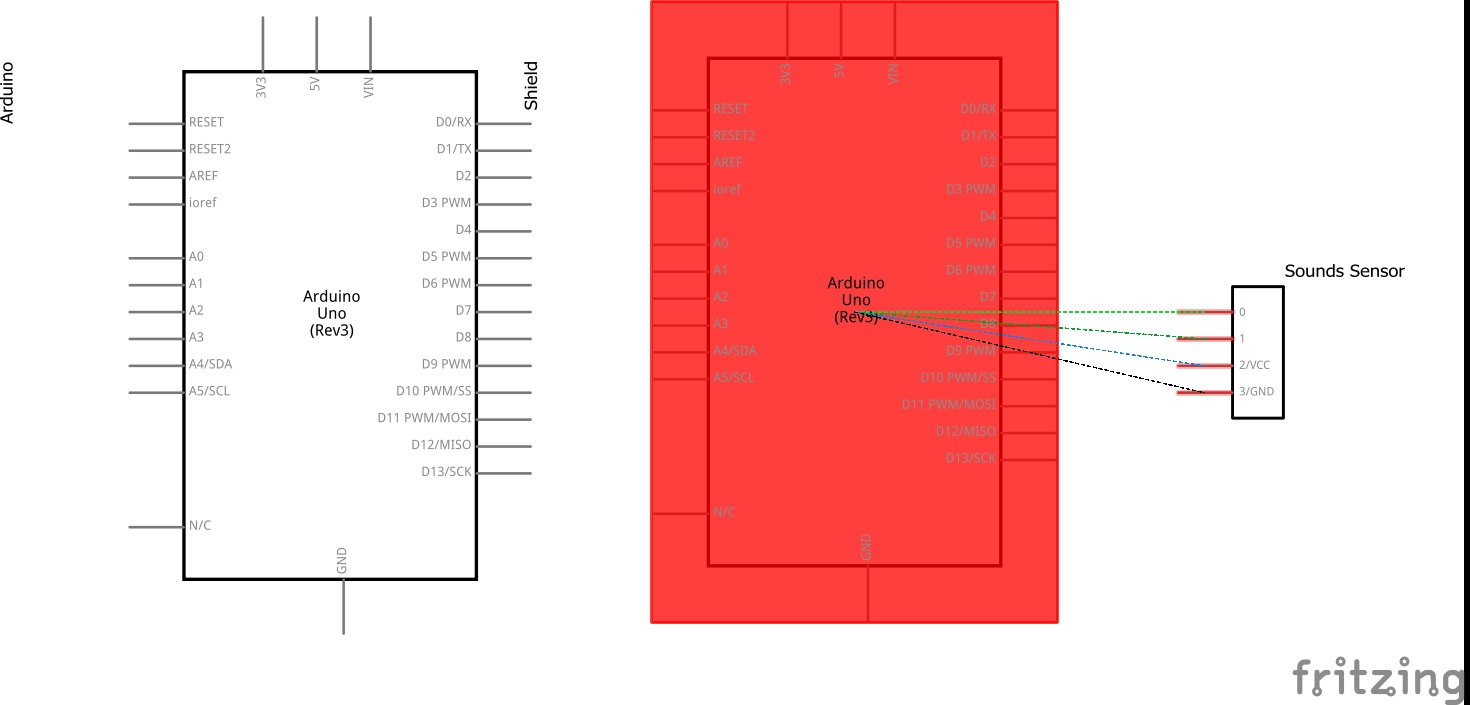 Arduino
3V3
5V
VIN
RESET
RESET2
AREF
ioref
A0
A1
A2
A3
A4/SDA
A5/SCL
N/C
Arduino
Uno
(Rev3)
D0/RX
D1/TX
D2
D3 PWM
D4
D5 PWM
D6 PWM
D7
D8
D9 PWM
D10 PWM/SS
D11 PWM/MOSI
D12/MISO
D13/SCK
GND
Shield
3V3
5V
VIN
RESET
RESET2
AREF
ioref
A0
A1
A2
A3
A4/SDA
A5/SCL
N/C
Arduino
Uno
(Rev3)
D0/RX
D1/TX
D2
D3 PWM
D4
D5 PWM
D6 PWM
D7
D8
D9 PWM
D10 PWM/SS
D11 PWM/MOSI
D12/MISO
D13/SCK
GND
Sounds Sensor
0
1
2/VCC
3/GND
fritzing